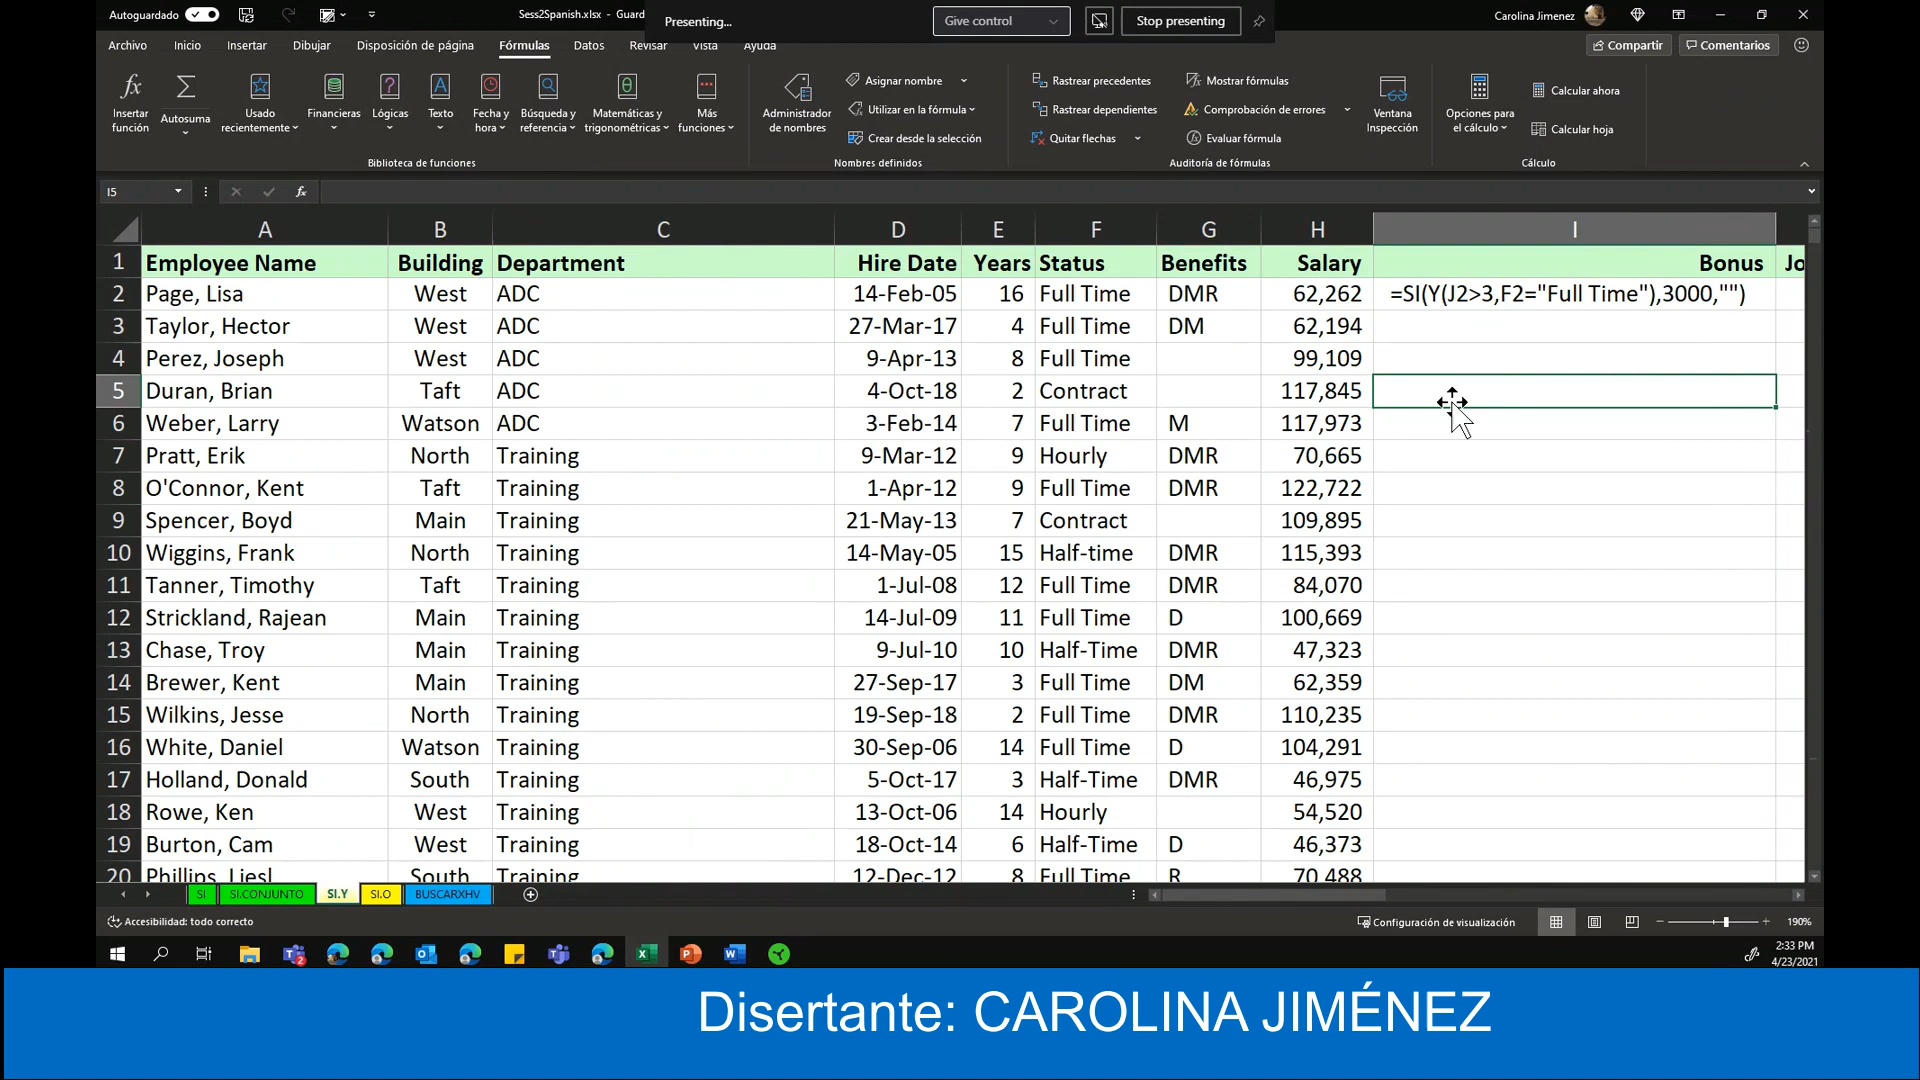 Autoguardado
Sess2Spanish.xlsx - Guard
Presenting...
Give control
Stop presenting
Carolina Jimenez
Archivo Inicio Insertar Dibujar Disposición de página Fórmulas Datos Revisar Vista Ayuda
Compartir Comentarios
Insertar función
Autosuma
Usado recientemente
Financieras
Lógicas
Texto
Fecha y hora
Búsqueda y referencia
Matemáticas y trigonométricas
Más funciones
Biblioteca de funciones
Administrador de nombres
Asignar nombre
Utilizar en la fórmula
Crear desde la selección
Nombres definidos
Rastrear precedentes
Rastrear dependientes
Quitar flechas
Mostrar fórmulas
Comprobación de errores
Evaluar fórmula
Auditoría de fórmulas
Ventana Inspección
Opciones para el cálculo
Calcular ahora
Calcular hoja
Cálculo
I5
fx
A B C D E F G H I
1 Employee Name Building Department Hire Date Years Status Benefits Salary Bonus Jo
2 Page, Lisa West ADC 14-Feb-05 16 Full Time DMR 62,262 =SI(Y(J2>3,F2="Full Time"),3000,"")
3 Taylor, Hector West ADC 27-Mar-17 4 Full Time DM 62,194
4 Perez, Joseph West ADC 9-Apr-13 8 Full Time 99,109
5 Duran, Brian Taft ADC 4-Oct-18 2 Contract 117,845
6 Weber, Larry Watson ADC 3-Feb-14 7 Full Time M 117,973
7 Pratt, Erik North Training 9-Mar-12 9 Hourly DMR 70,665
8 O'Connor, Kent Taft Training 1-Apr-12 9 Full Time DMR 122,722
9 Spencer, Boyd Main Training 21-May-13 7 Contract 109,895
10 Wiggins, Frank North Training 14-May-05 15 Half-time DMR 115,393
11 Tanner, Timothy Taft Training 1-Jul-08 12 Full Time DMR 84,070
12 Strickland, Rajean Main Training 14-Jul-09 11 Full Time D 100,669
13 Chase, Troy Main Training 9-Jul-10 10 Half-Time DMR 47,323
14 Brewer, Kent Main Training 27-Sep-17 3 Full Time DM 62,359
15 Wilkins, Jesse North Training 19-Sep-18 2 Full Time DMR 110,235
16 White, Daniel Watson Training 30-Sep-06 14 Full Time D 104,291
17 Holland, Donald South Training 5-Oct-17 3 Half-Time DMR 46,975
18 Rowe, Ken West Training 13-Oct-06 14 Hourly 54,520
19 Burton, Cam West Training 18-Oct-14 6 Half-Time D 46,373
20 Phillips, Liesl South Training 12-Dec-12 8 Full Time R 70,488
SI SI.CONJUNTO SI.Y SI.O BUSCARXHV
Accesibilidad: todo correcto
Configuración de visualización
190%
2:33 PM
4/23/2021
Disertante: CAROLINA JIMÉNEZ